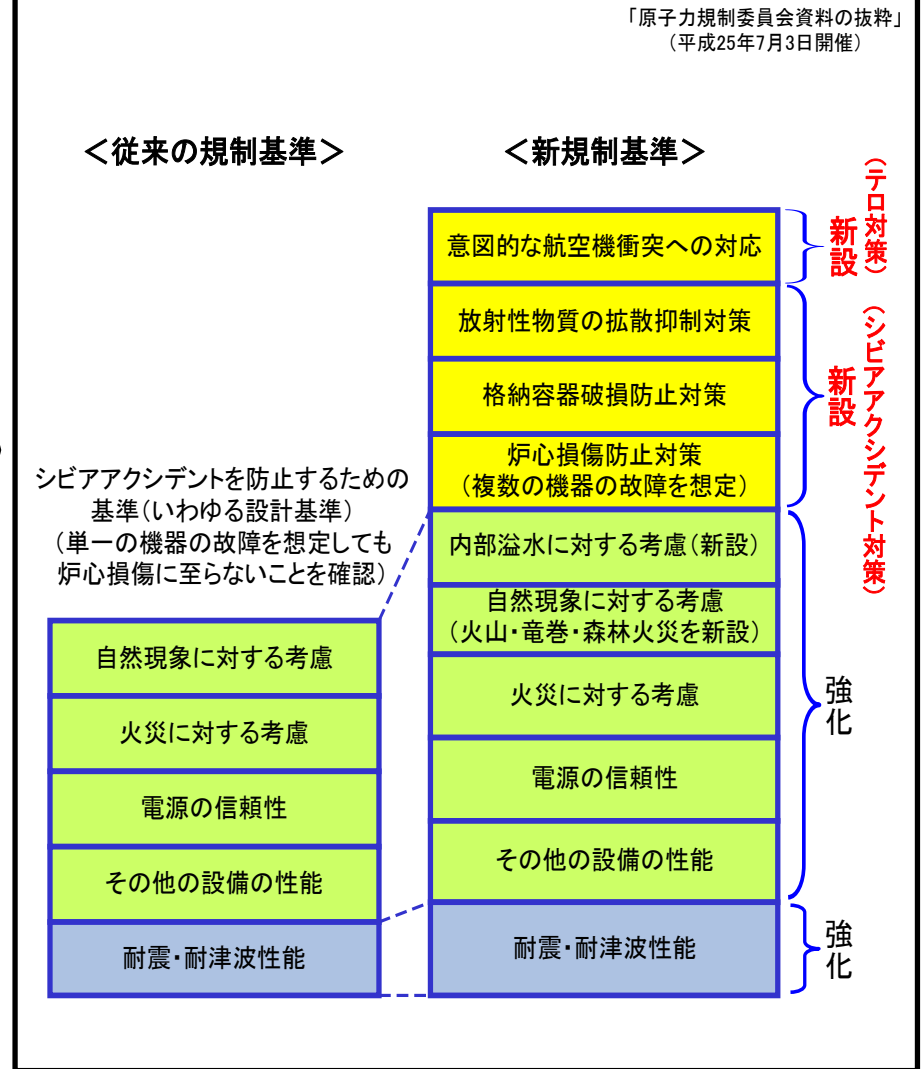 「原子力規制委員会資料の抜粋」
（平成25年7月3日開催）
＜従来の規制基準＞
＜新規制基準＞
シビアアクシデントを防止するための
基準（いわゆる設計基準）
（単一の機器の故障を想定しても
炉心損傷に至らないことを確認）
自然現象に対する考慮
火災に対する考慮
電源の信頼性
その他の設備の性能
耐震・耐津波性能
意図的な航空機衝突への対応
放射性物質の拡散抑制対策
格納容器破損防止対策
炉心損傷防止対策
（複数の機器の故障を想定）
内部溢水に対する考慮（新設）
自然現象に対する考慮
（火山・竜巻・森林火災を新設）
火災に対する考慮
電源の信頼性
その他の設備の性能
耐震・耐津波性能
（テロ対策）
新設
（シビアアクシデント対策）
新設
強化
強化